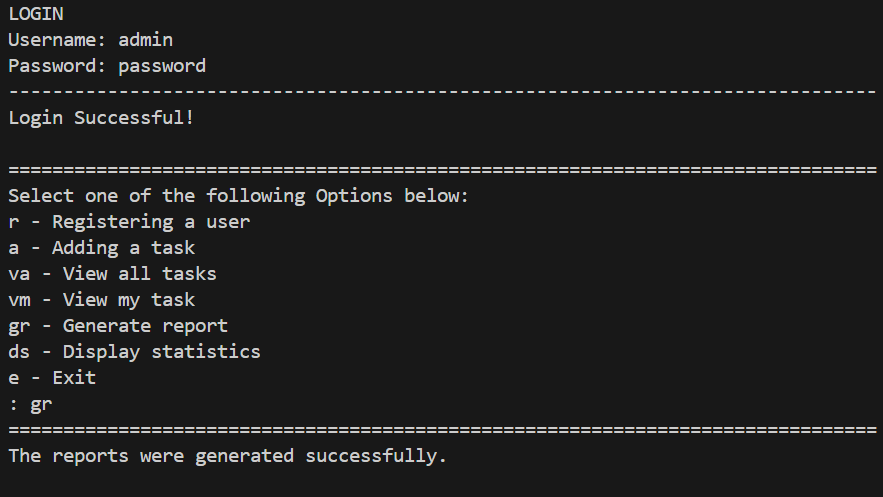 LOGIN
Username: admin
Password: password
-------------------------------------------------------------------------------
Login Successful!
===============================================================================
Select one of the following Options below:
r - Registering a user
a - Adding a task
va - View all tasks
vm - View my task
gr - Generate report
ds - Display statistics
e - Exit
: gr
===============================================================================
The reports were generated successfully.